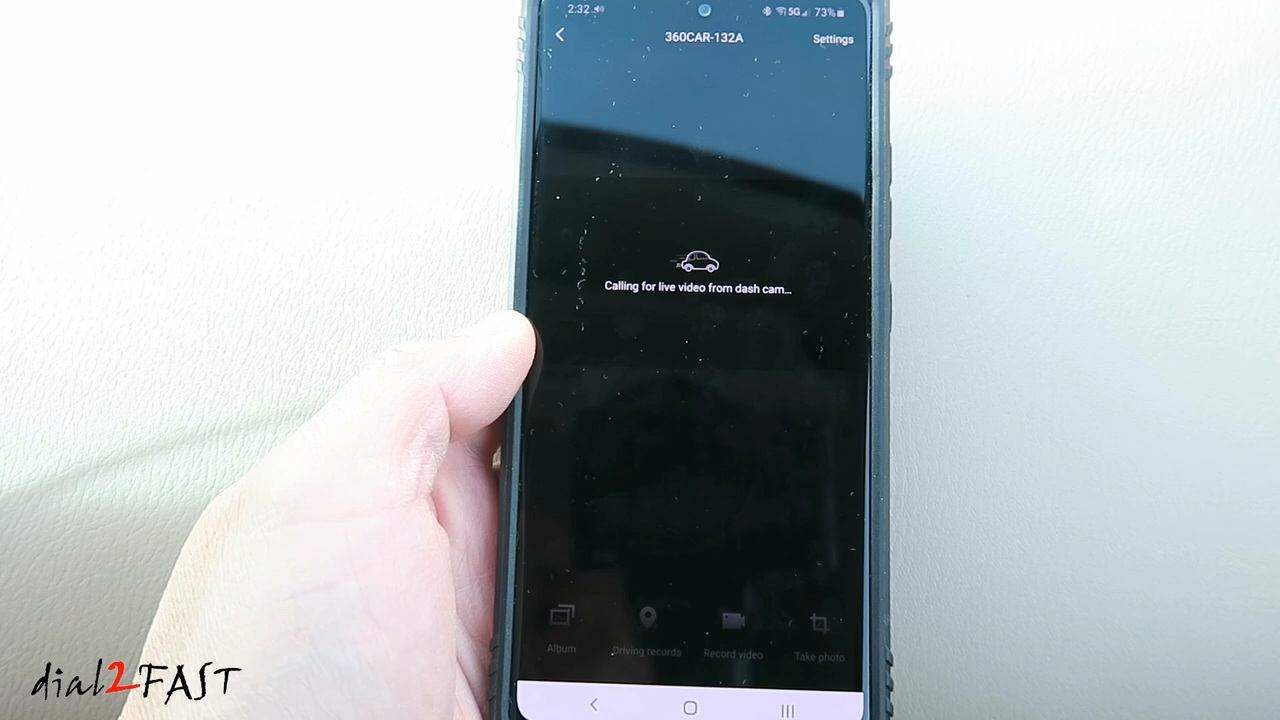 2:32
5G
73%
360CAR-132A
Settings
Calling for live video from dash cam...
Album
Driving records
Record video
Take photo
dial2FAST